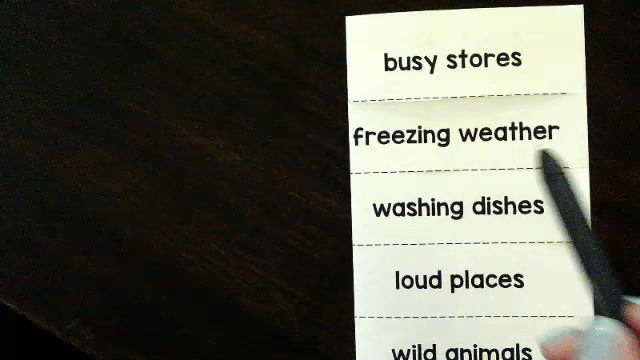 busy stores
freezing weather
washing dishes
loud places
wild animals